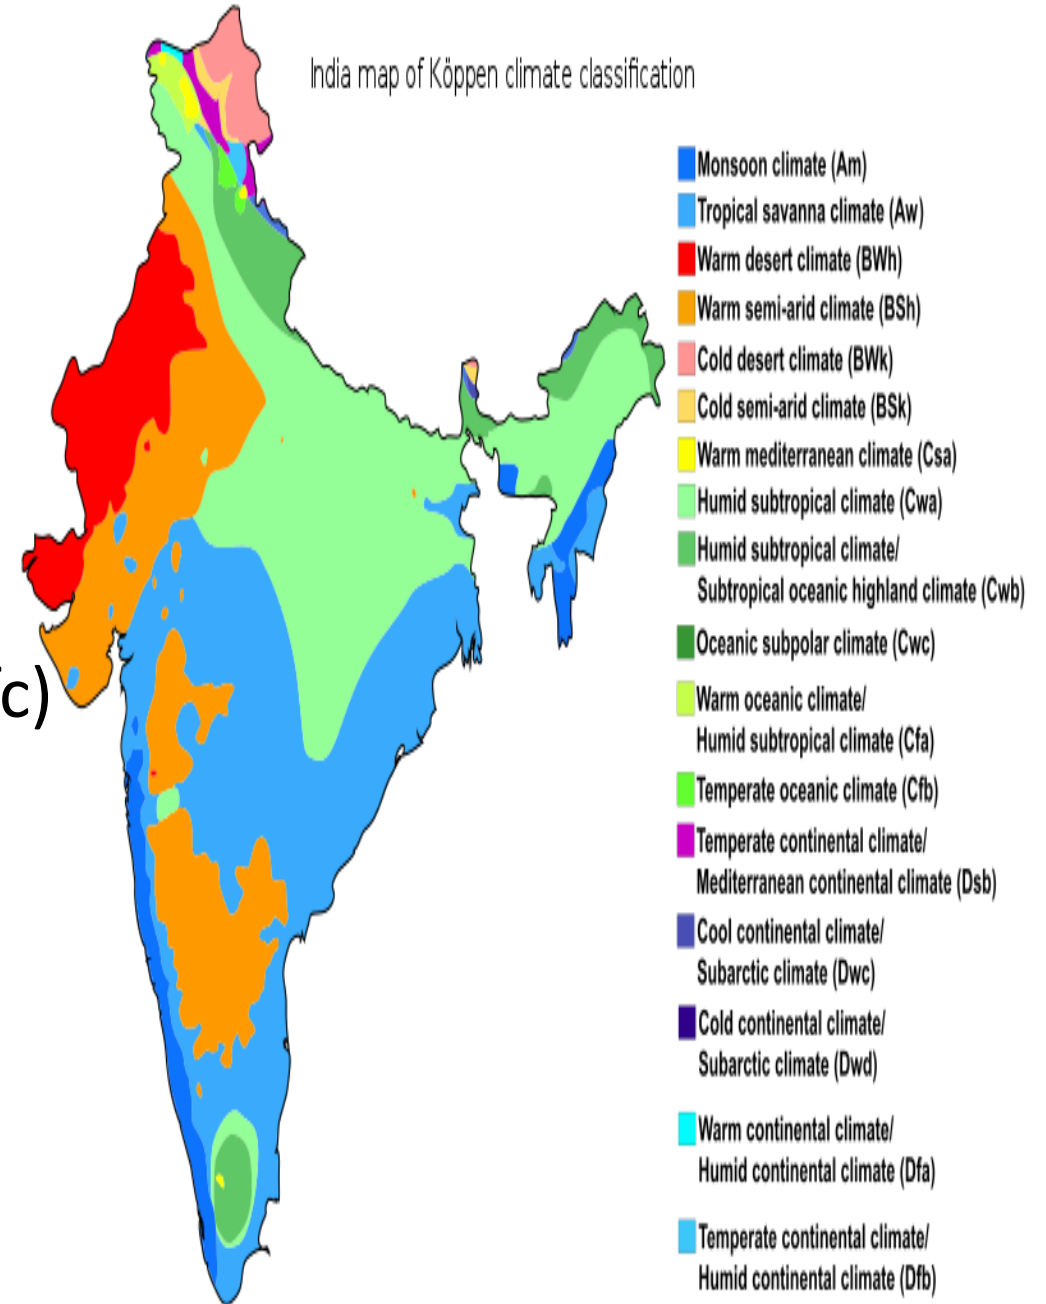 India map of Köppen climate classification
Monsoon climate (Am)
Tropical savanna climate (Aw)
Warm desert climate (BWh)
Warm semi-arid climate (BSh)
Cold desert climate (BWk)
Cold semi-arid climate (BSk)
Warm mediterranean climate (Csa)
Humid subtropical climate (Cwa)
Humid subtropical climate/
Subtropical oceanic highland climate (Cwb)
Oceanic subpolar climate (Cwc)
c)
Warm oceanic climate/
Humid subtropical climate (Cfa)
Temperate oceanic climate (Cfb)
Temperate continental climate/
Mediterranean continental climate (Dsb)
Cool continental climate/
Subarctic climate (Dwc)
Cold continental climate/
Subarctic climate (Dwd)
Warm continental climate/
Humid continental climate (Dfa)
Temperate continental climate/
Humid continental climate (Dfb)